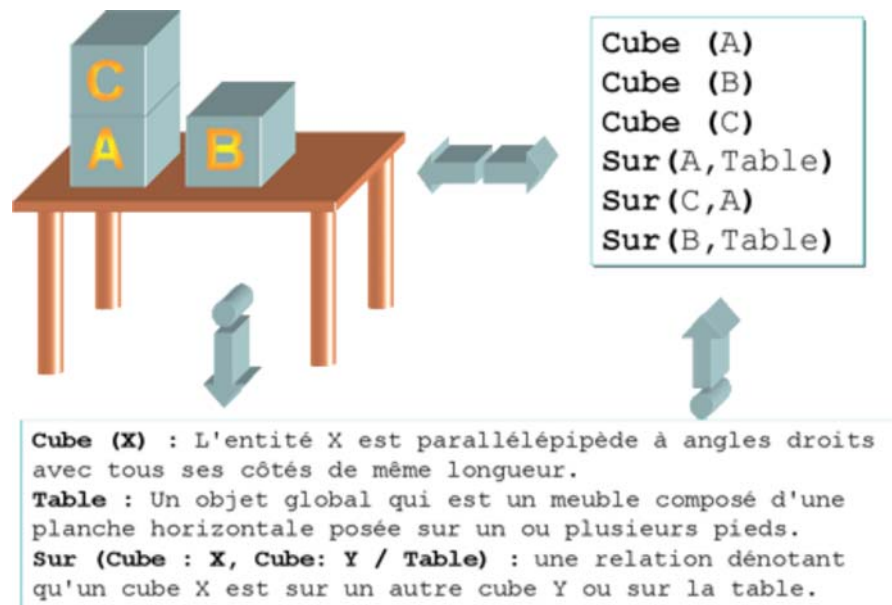 C
A
B
Cube (A)
Cube (B)
Cube (C)
Sur(A,Table)
Sur(C,A)
Sur(B,Table)
Cube (X) : L'entité X est parallélépipède à angles droits
avec tous ses côtés de même longueur.
Table : Un objet global qui est un meuble composé d'une
planche horizontale posée sur un ou plusieurs pieds.
Sur (Cube : X, Cube: Y / Table) : une relation dénotant
qu'un cube X est sur un autre cube Y ou sur la table.